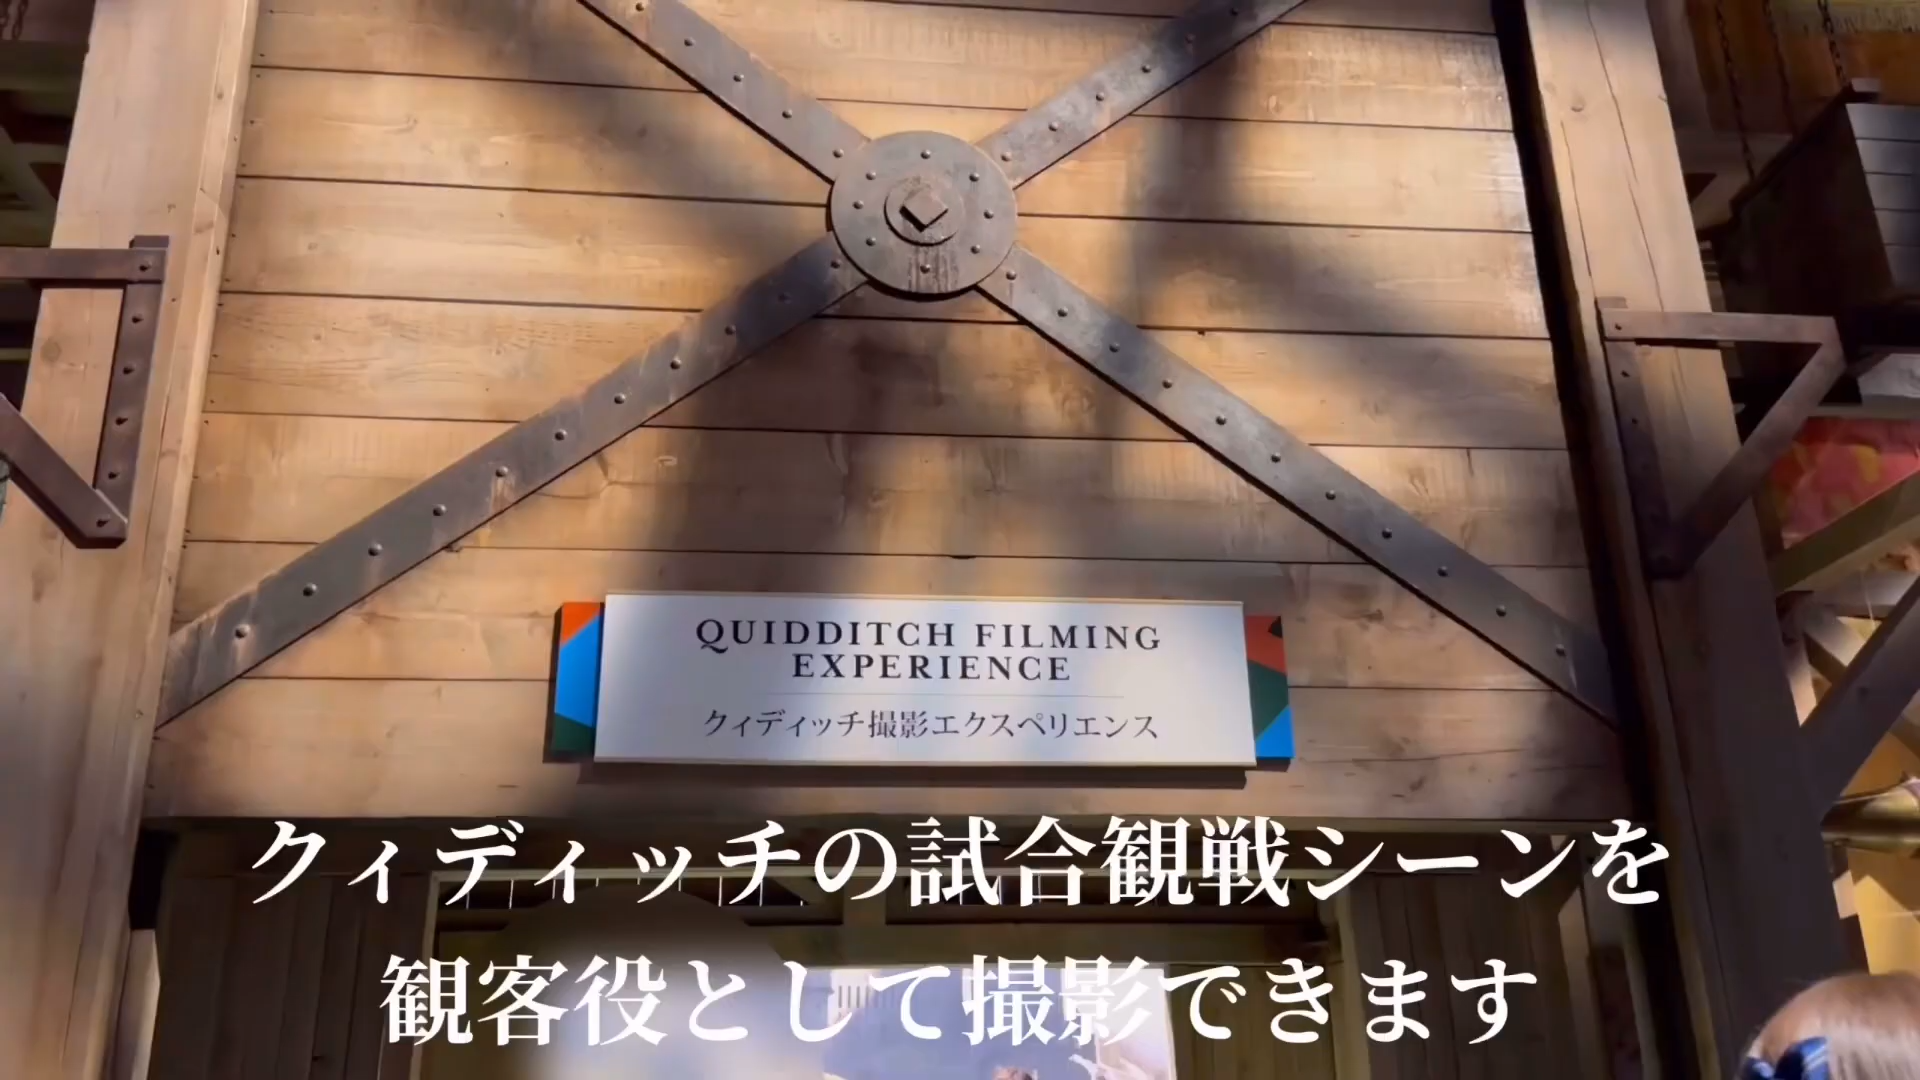 QUIDDITCH FILMING
EXPERIENCE
クィディッチ撮影エクスペリエンス
クィディッチの試合観戦シーンを
観客役として撮影できます